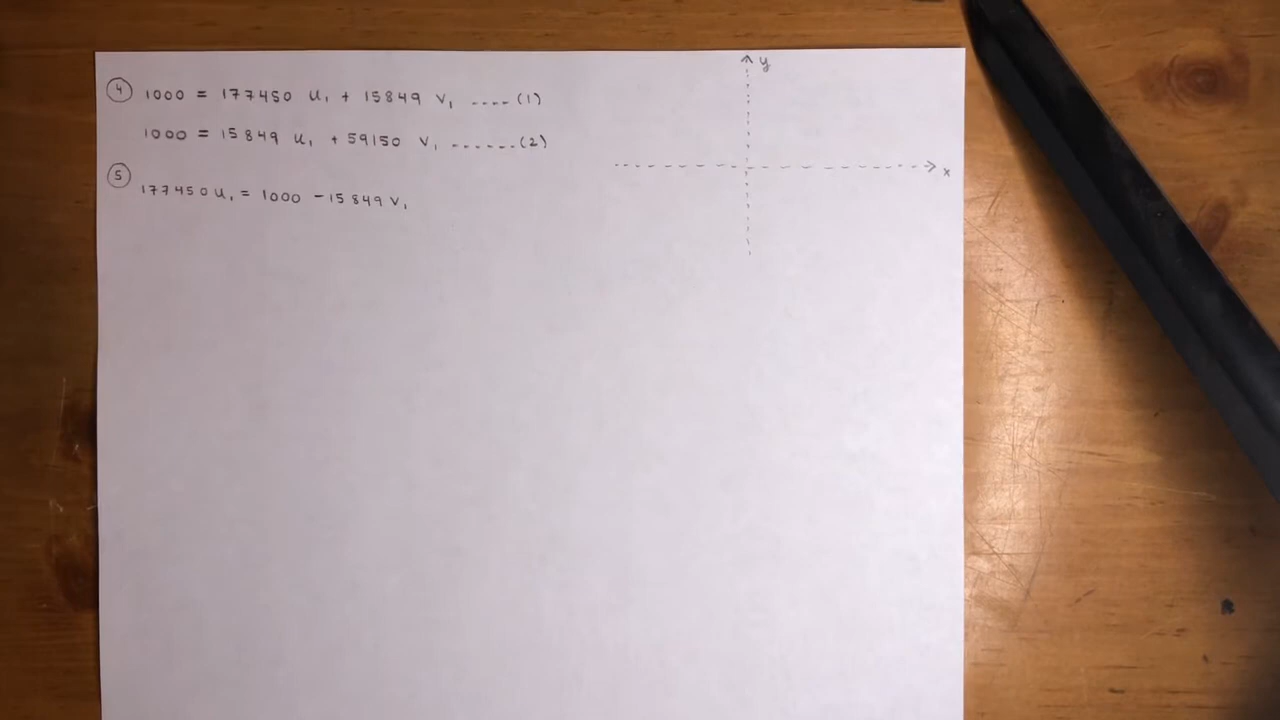 ④ 1000 = 177450 u₁ + 15849 v₁ ....(1)
1000 = 15849 u₁ + 59150 v₁ ......(2)
⑤ 177450 u₁ = 1000 - 15849 v₁
y
x